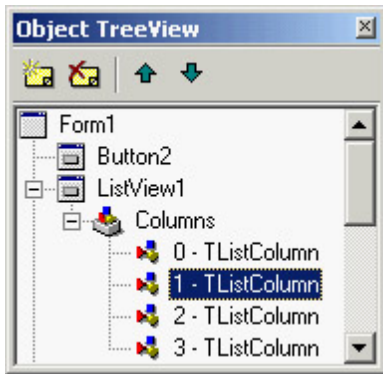 Object TreeView
Form1
Button2
ListView1
Columns
0 - TListColumn
1 - TListColumn
2 - TListColumn
3 - TListColumn